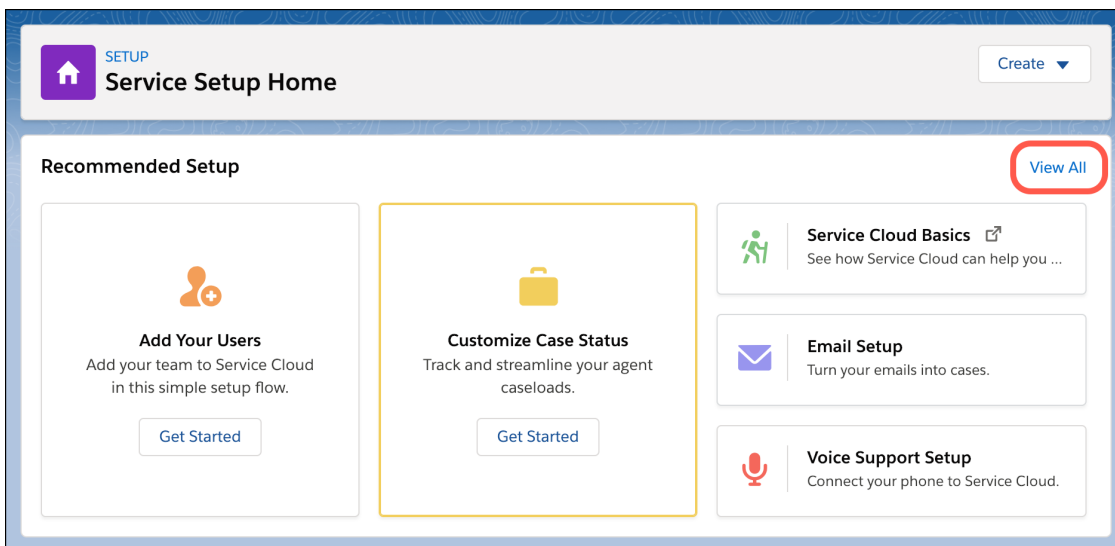 SETUP
Service Setup Home
Create
Recommended Setup
View All
Add Your Users
Add your team to Service Cloud
in this simple setup flow.
Get Started
Customize Case Status
Track and streamline your agent
caseloads.
Get Started
Service Cloud Basics
See how Service Cloud can help you ...
Email Setup
Turn your emails into cases.
Voice Support Setup
Connect your phone to Service Cloud.